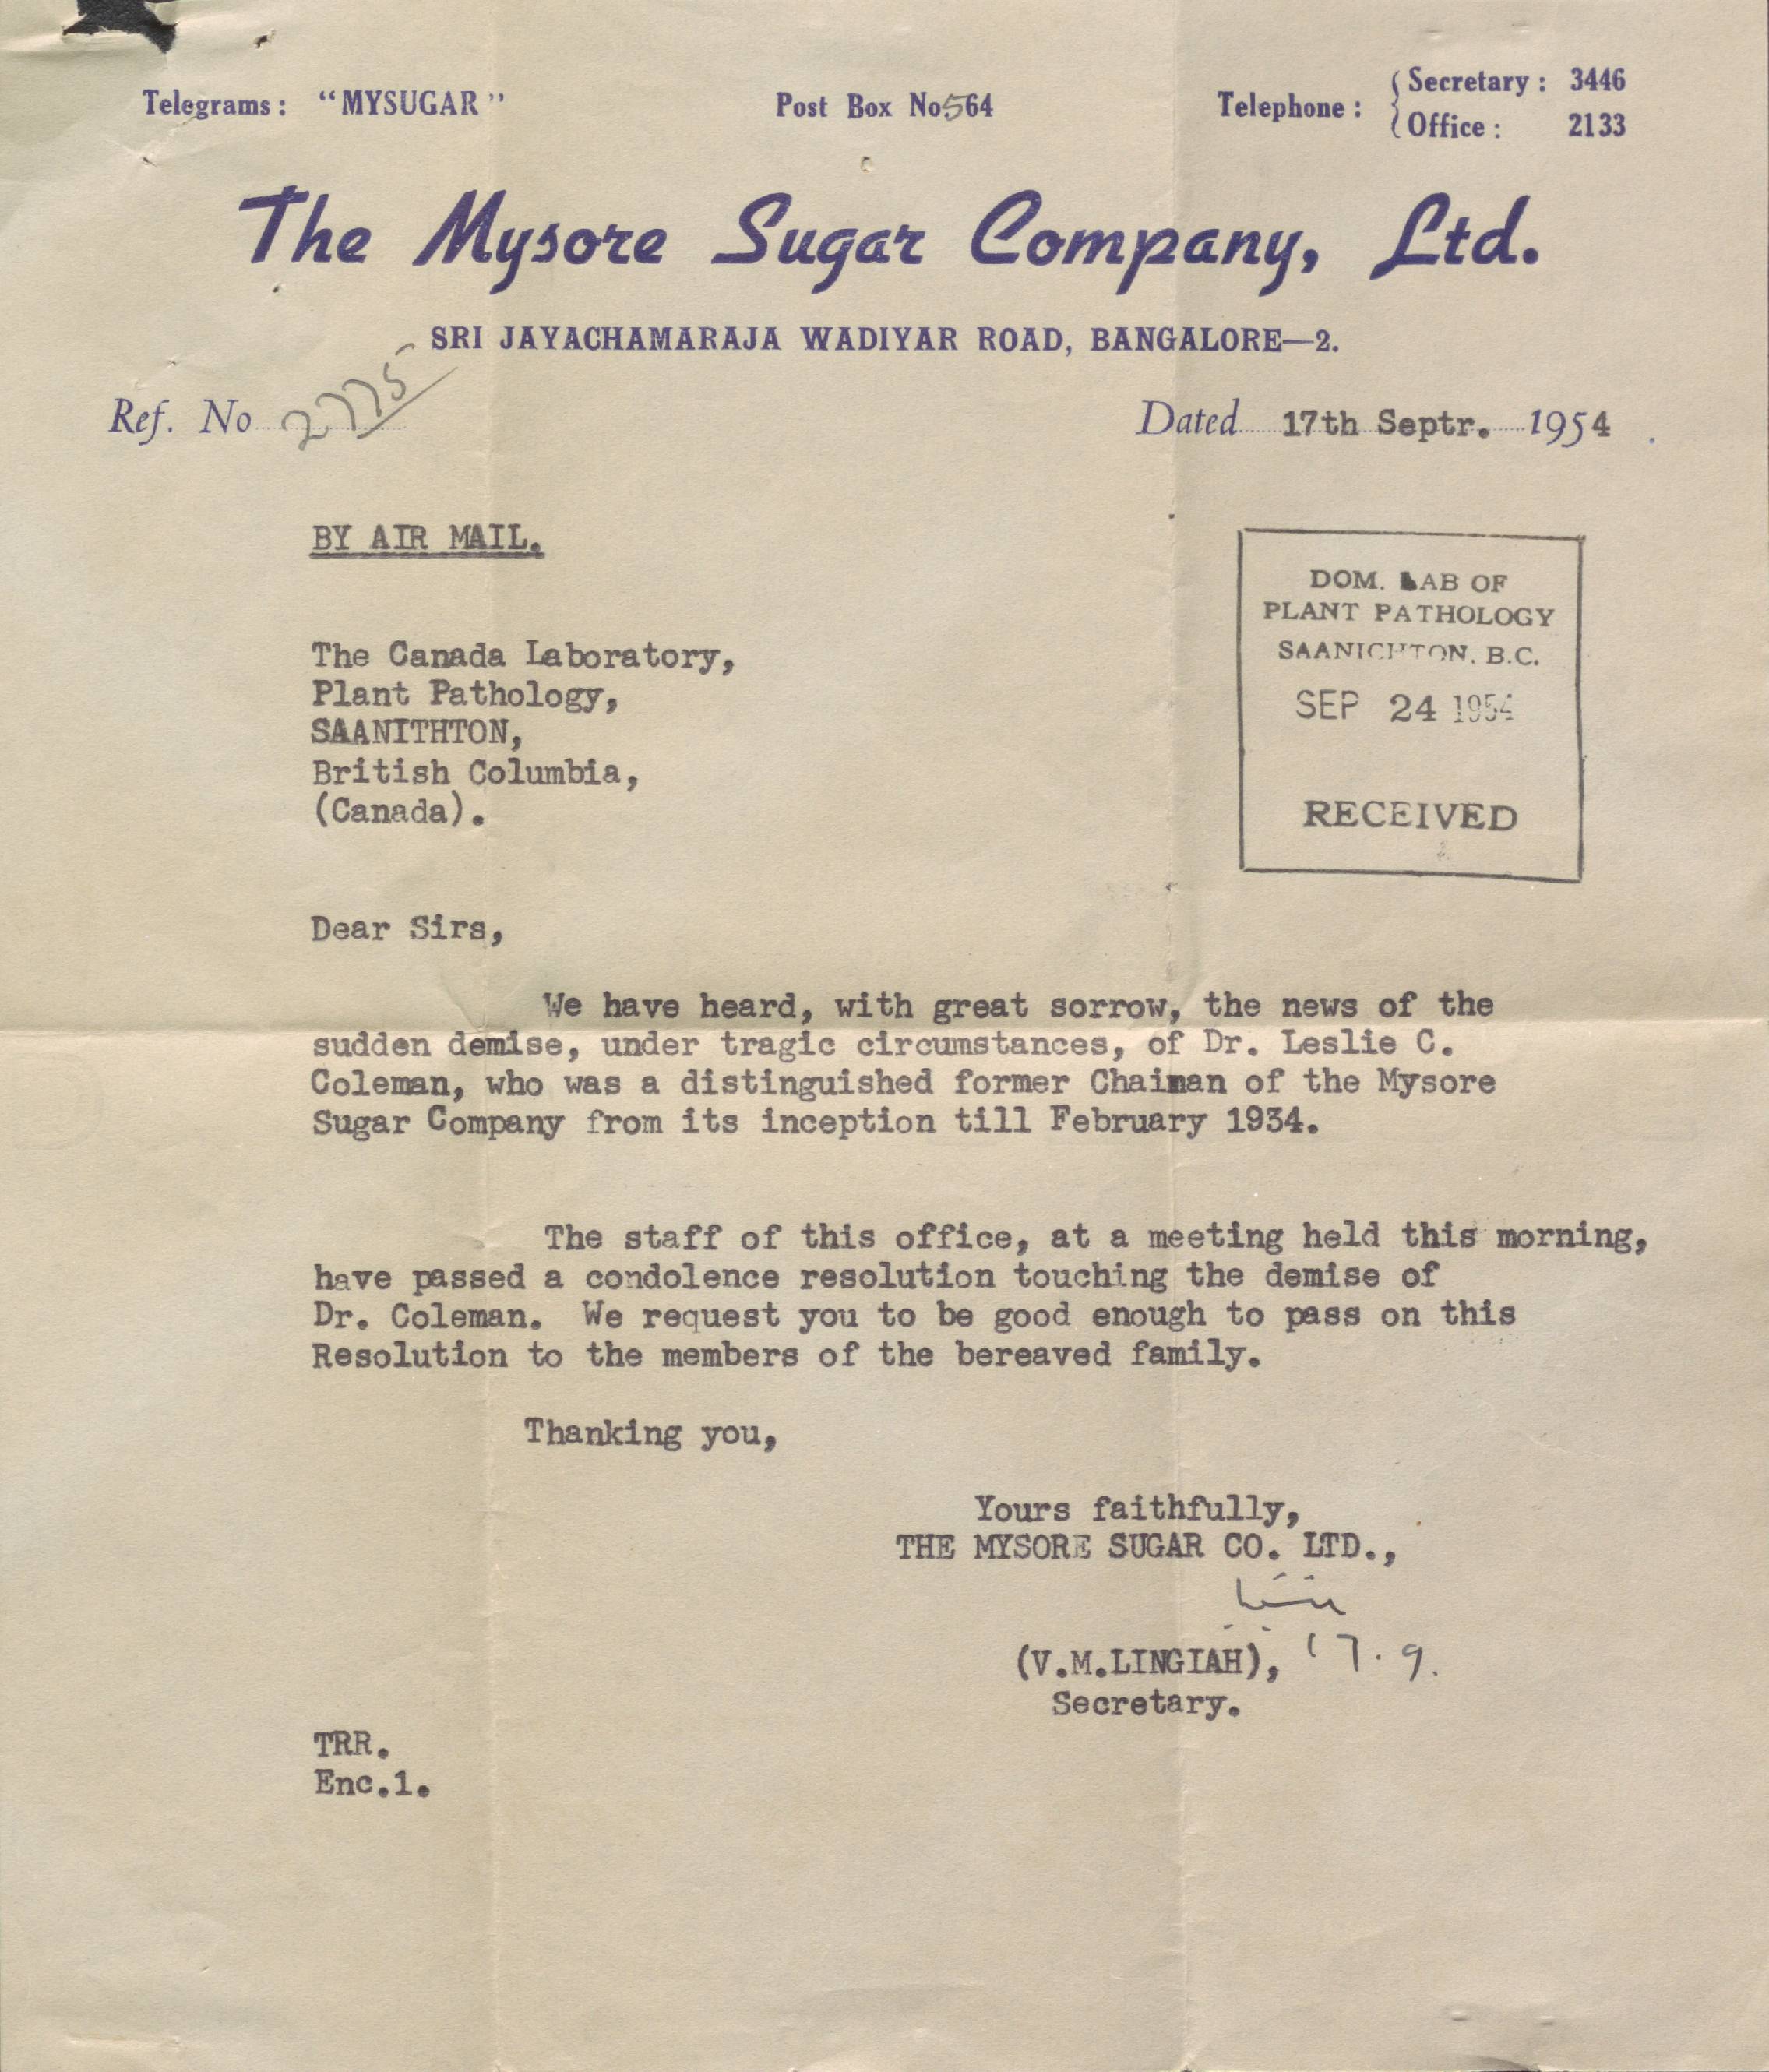 Telegrams: "MYSUGAR"
Post Box No 564
Telephone: Secretary: 3446
Office: 2133
The Mysore Sugar Company, Ltd.
SRI JAYACHAMARAJA WADIYAR ROAD, BANGALORE—2.
Ref. No 2775
Dated 17th Septr. 1954
BY AIR MAIL.
DOM. LAB OF
PLANT PATHOLOGY
SAANICHTON, B.C.
SEP 24 1954
RECEIVED
The Canada Laboratory,
Plant Pathology,
SAANITHTON,
British Columbia,
(Canada).
Dear Sirs,
We have heard, with great sorrow, the news of the
sudden demise, under tragic circumstances, of Dr. Leslie C.
Coleman, who was a distinguished former Chaiman of the Mysore
Sugar Company from its inception till February 1934.
The staff of this office, at a meeting held this morning,
have passed a condolence resolution touching the demise of
Dr. Coleman. We request you to be good enough to pass on this
Resolution to the members of the bereaved family.
Thanking you,
Yours faithfully,
THE MYSORE SUGAR CO. LTD.,
(V.M.LINGIAH), 17.9.
Secretary.
TRR.
Enc.1.